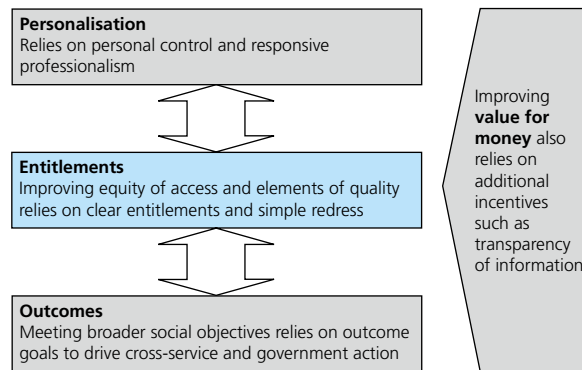 Personalisation
Relies on personal control and responsive
professionalism
Entitlements
Improving equity of access and elements of quality
relies on clear entitlements and simple redress
Outcomes
Meeting broader social objectives relies on outcome
goals to drive cross-service and government action
Improving
value for
money also
relies on
additional
incentives
such as
transparency
of information